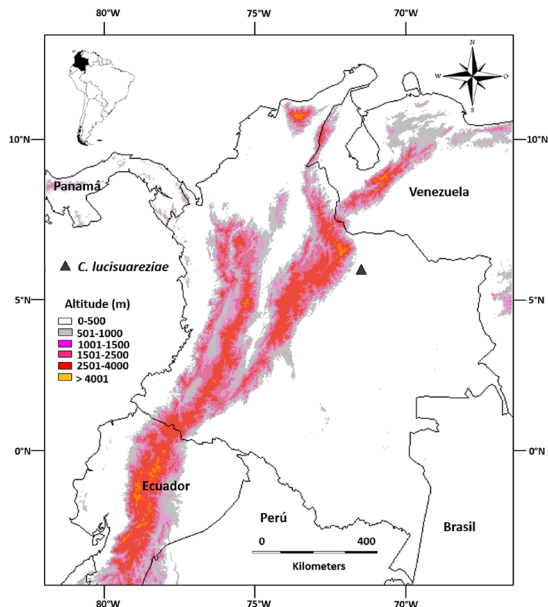 80°W 75°W 70°W
N
W O
S
10°N 10°N
Panamá
Venezuela
C. lucisuareziae
Altitude (m)
0-500
501-1000
1001-1500
1501-2500
2501-4000
> 4001
5°N 5°N
0°N 0°N
Ecuador
Perú
Brasil
0 400
Kilometers
80°W 75°W 70°W